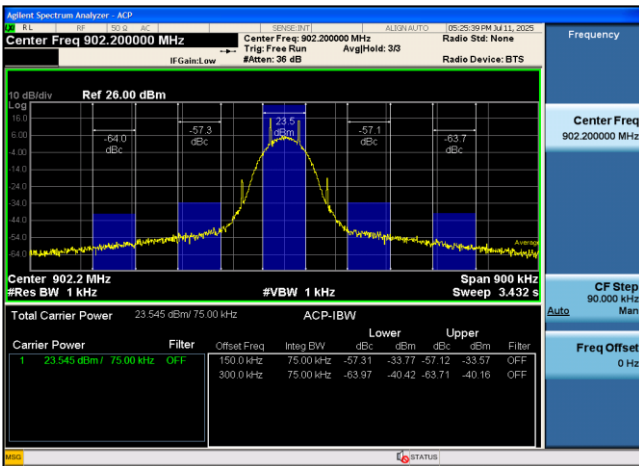 Agilent Spectrum Analyzer - ACP
RL RF 50 Ω AC SENSE:INT ALIGN AUTO 05:25:39 PM Jul 11, 2025
Center Freq 902.200000 MHz
Center Freq: 902.200000 MHz
Radio Std: None
Trig: Free Run Avg|Hold: 3/3
IFGain:Low #Atten: 36 dB Radio Device: BTS
Frequency
10 dB/div Ref 26.00 dBm
Log
16.0
6.00
-4.00
-14.0
-24.0
-34.0
-44.0
-54.0
-64.0
-64.0 dBc
-57.3 dBc
23.5 dBm
-57.1 dBc
-63.7 dBc
Average
Center Freq
902.200000 MHz
Center 902.2 MHz Span 900 kHz
#Res BW 1 kHz #VBW 1 kHz Sweep 3.432 s
CF Step
90.000 kHz
Auto Man
Total Carrier Power 23.545 dBm/ 75.00 kHz ACP-IBW
Lower Upper
Carrier Power Filter Offset Freq Integ BW dBc dBm dBc dBm Filter
1 23.545 dBm / 75.00 kHz OFF 150.0 kHz 75.00 kHz -57.31 -33.77 -57.12 -33.57 OFF
300.0 kHz 75.00 kHz -63.97 -40.42 -63.71 -40.16 OFF
Freq Offset
0 Hz
MSG STATUS